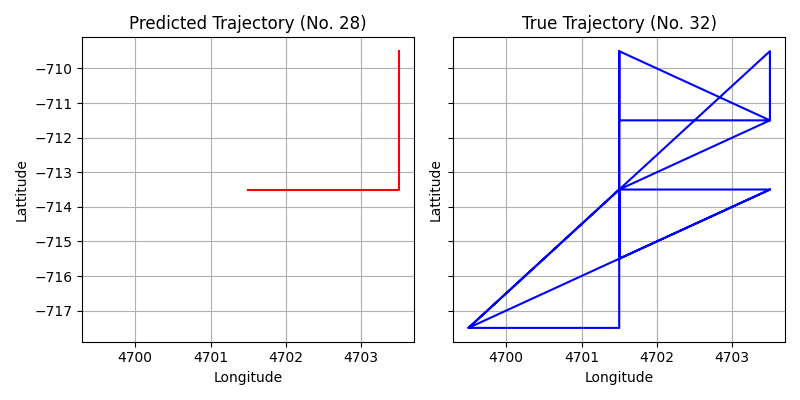 Predicted Trajectory (No. 28)
True Trajectory (No. 32)
−710
−711
−712
−713
−714
−715
−716
−717
Lattitude
Lattitude
4700 4701 4702 4703
4700 4701 4702 4703
Longitude
Longitude